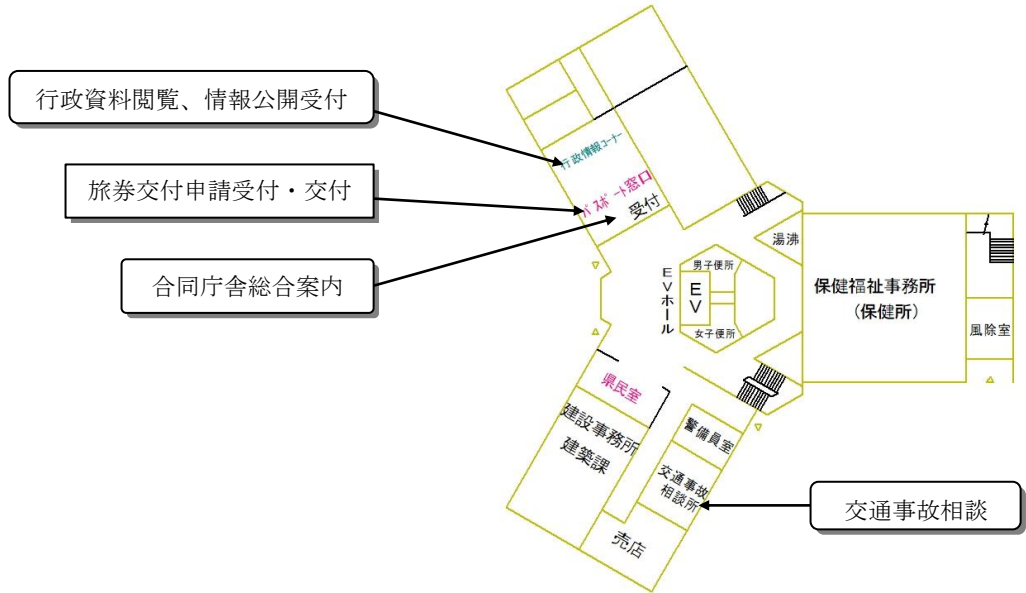 行政資料閲覧、情報公開受付
旅券交付申請受付・交付
合同庁舎総合案内
行政情報コーナー
パスポート窓口
受付
湯沸
男子便所
EV
EVホール
女子便所
保健福祉事務所
(保健所)
風除室
県民室
建設事務所
建築課
警備員室
交通事故
相談所
売店
交通事故相談